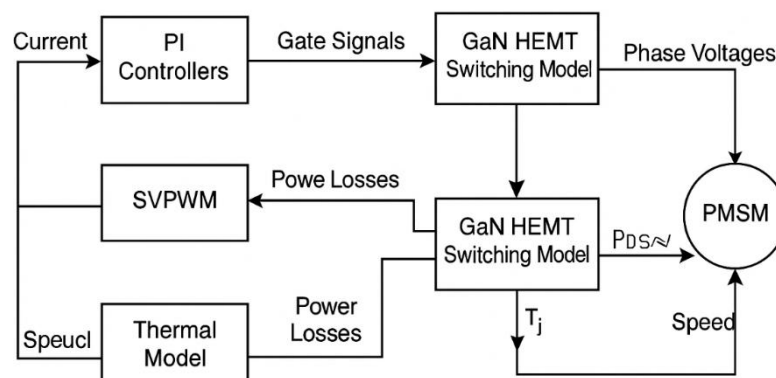 Current
PI
Controllers
Gate Signals
GaN HEMT
Switching Model
Phase Voltages
SVPWM
Powe Losses
GaN HEMT
Switching Model
PMSM
Speucl
Thermal
Model
Power
Losses
Tj
Speed